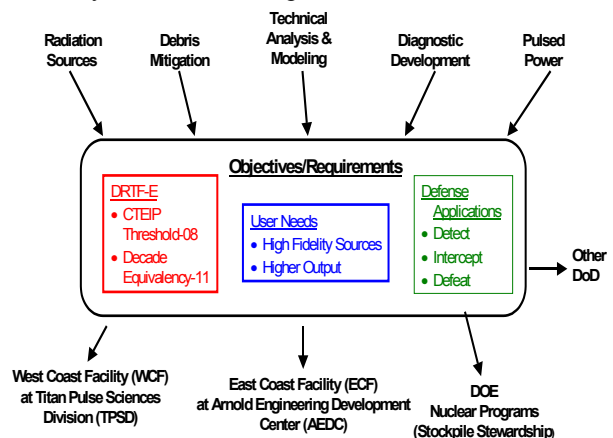 Radiation
Sources
Debris
Mitigation
Technical
Analysis &
Modeling
Diagnostic
Development
Pulsed
Power
Objectives/Requirements
DRTF-E
• CTEIP
Threshold-08
• Decade
Equivalency-11
User Needs
• High Fidelity Sources
• Higher Output
Defense
Applications
• Detect
• Intercept
• Defeat
Other
DoD
West Coast Facility (WCF)
at Titan Pulse Sciences
Division (TPSD)
East Coast Facility (ECF)
at Arnold Engineering Development
Center (AEDC)
DOE
Nuclear Programs
(Stockpile Stewardship)